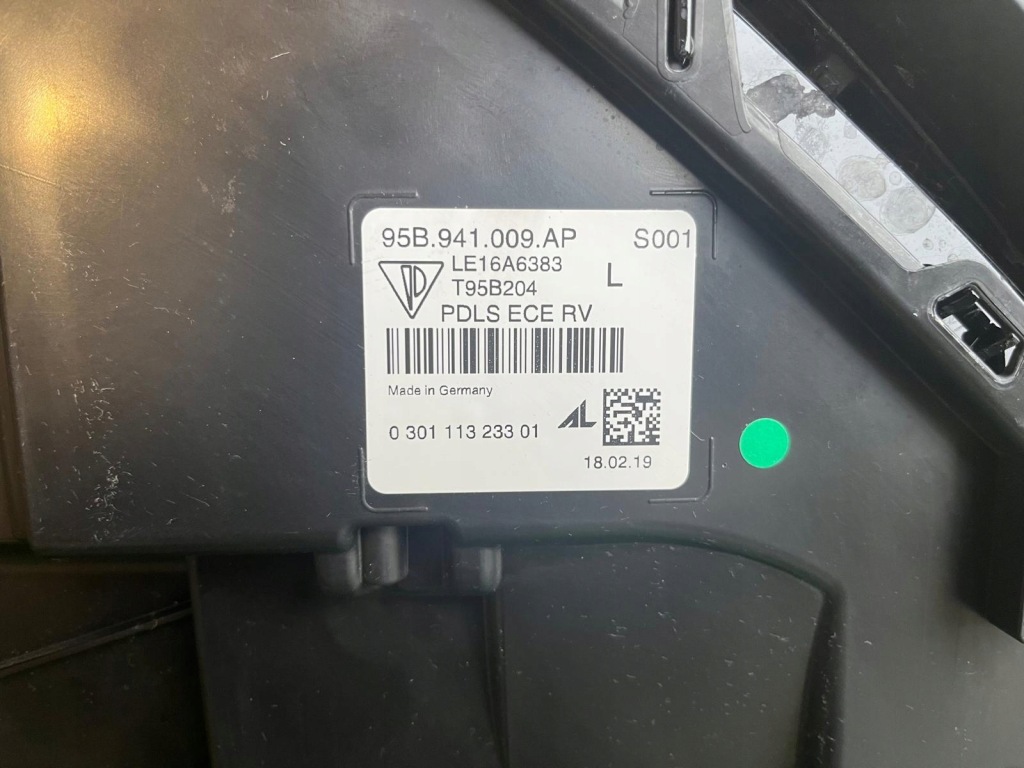 95B.941.009.AP S001
LE16A6383 L
T95B204
PDLS ECE RV
Made in Germany
AL
0 301 113 233 01
18.02.19